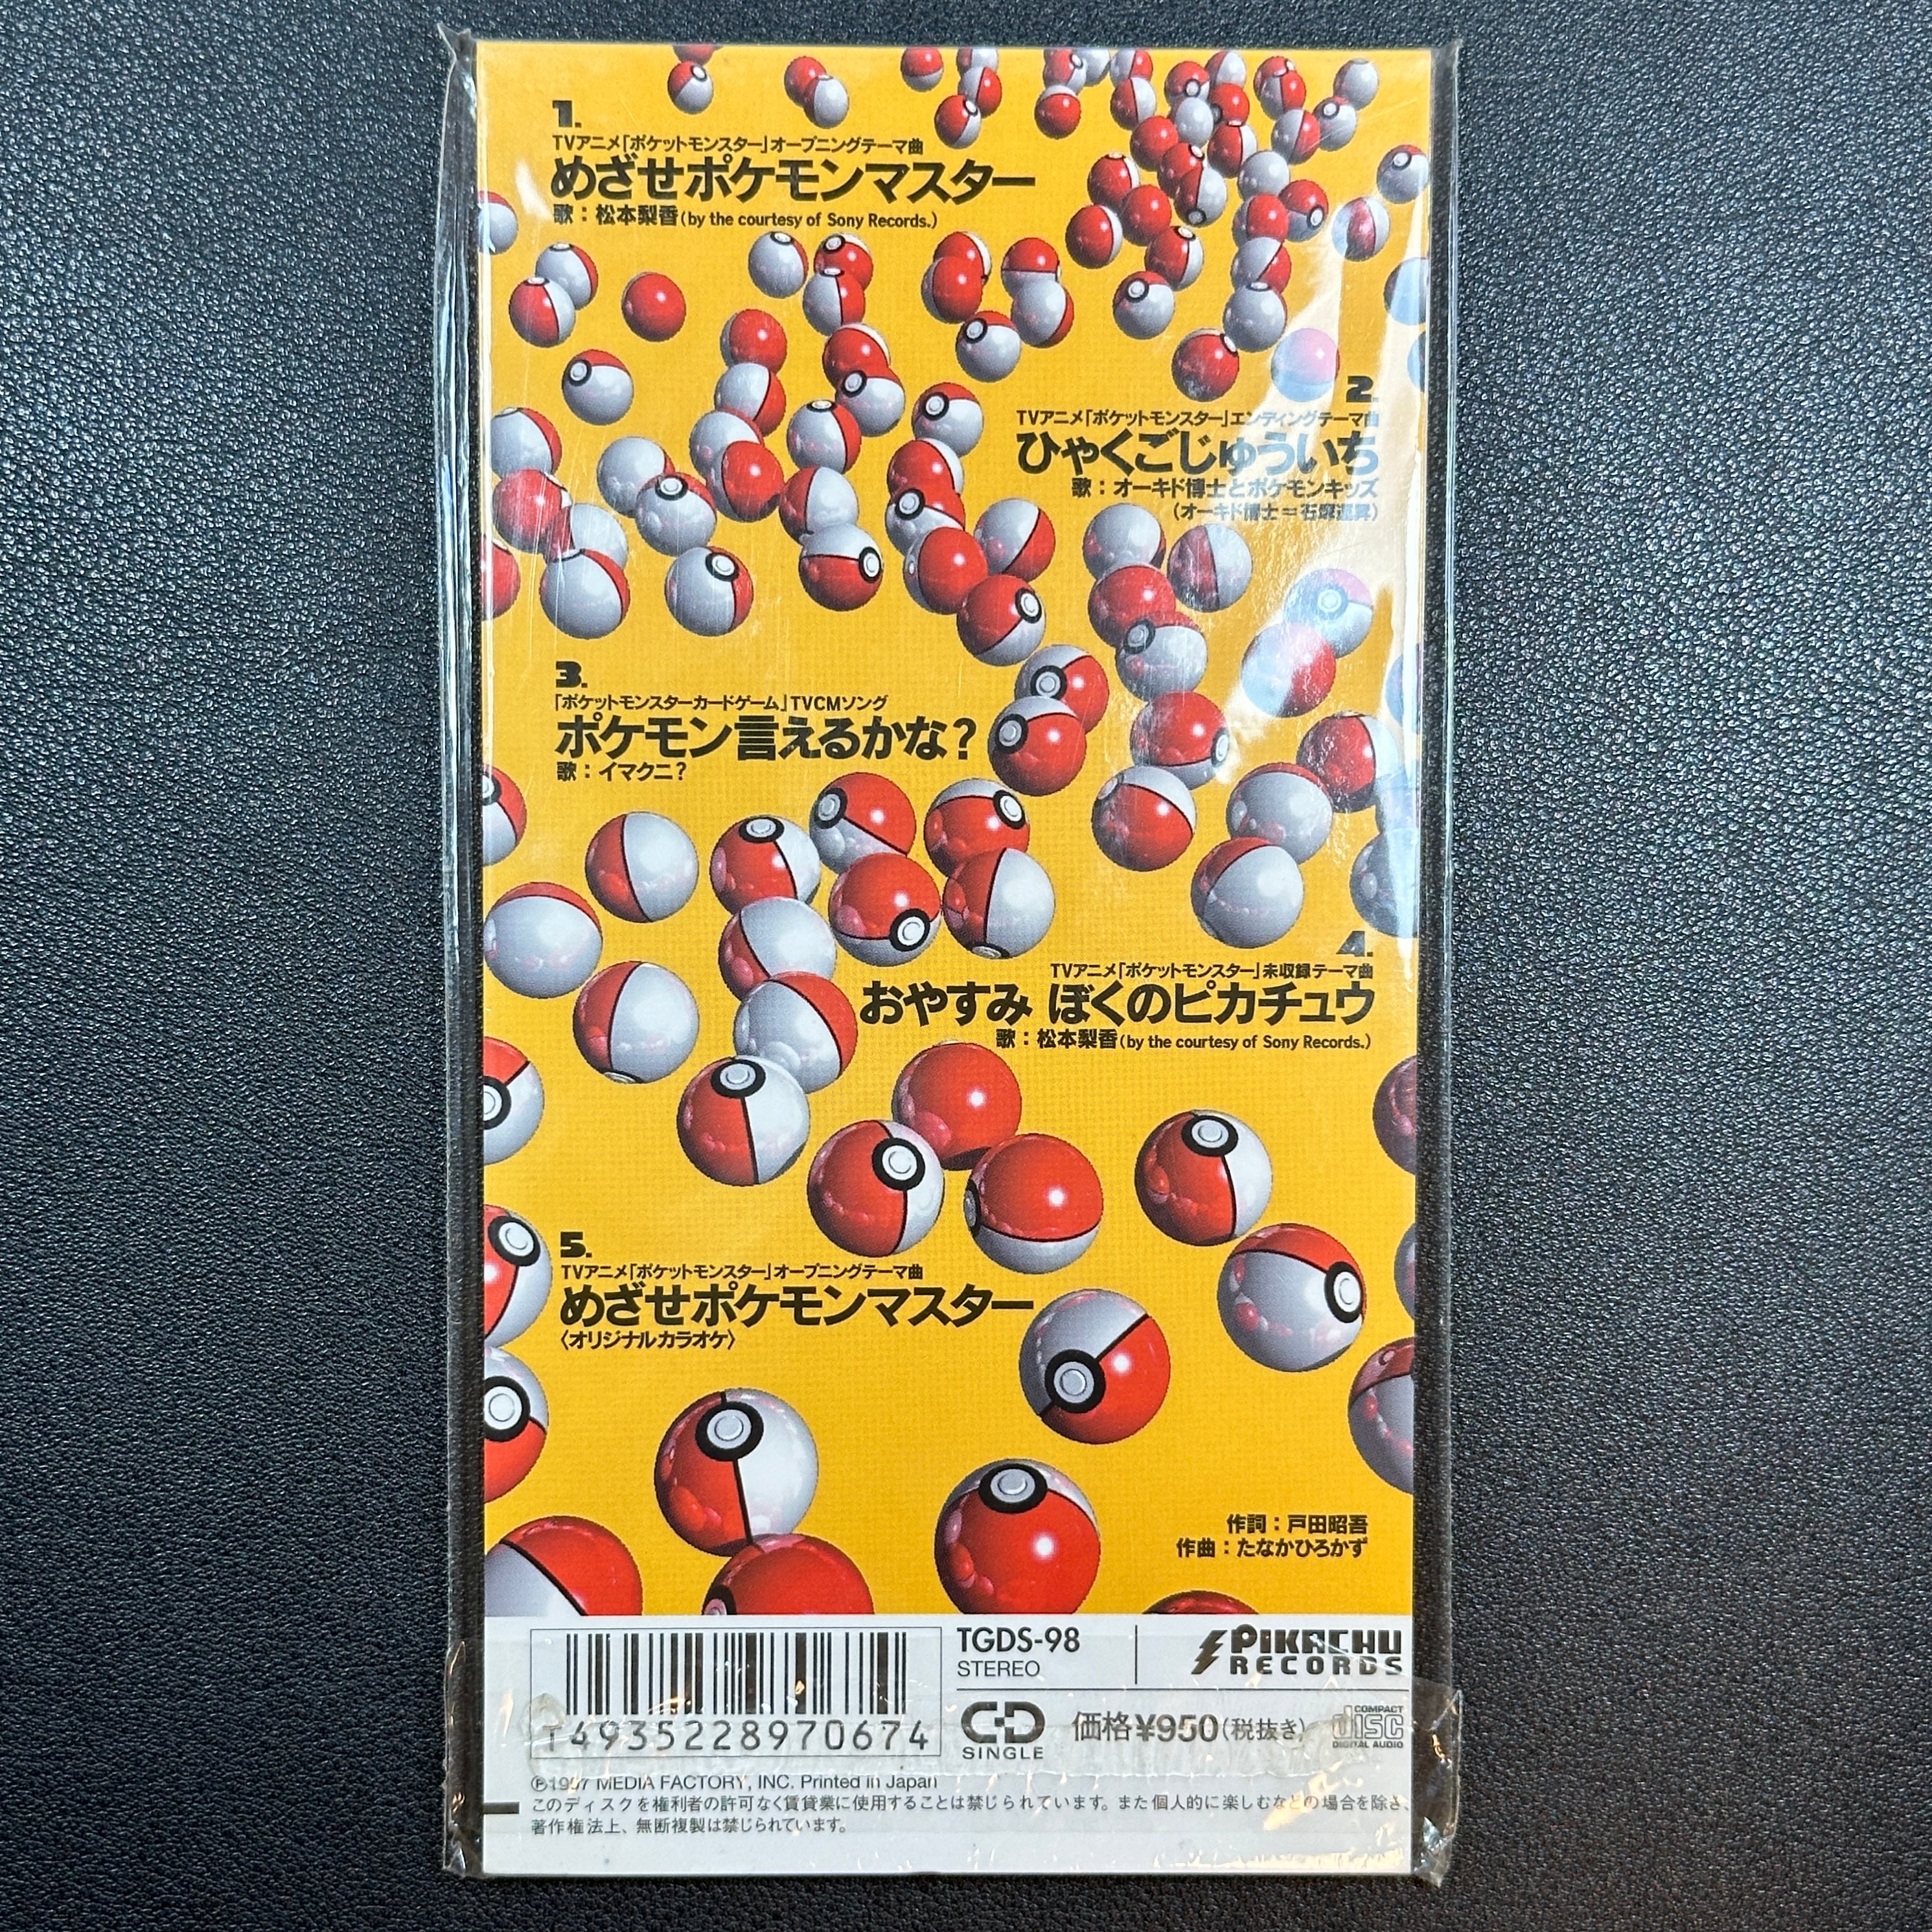 1.
TVアニメ「ポケットモンスター」オープニングテーマ曲
めざせポケモンマスター
歌：松本梨香(by the courtesy of Sony Records.)
2.
TVアニメ「ポケットモンスター」エンディングテーマ曲
ひゃくごじゅういち
歌：オーキド博士とポケモンキッズ
(オーキド博士＝石塚運昇)
3.
「ポケットモンスターカードゲーム」TVCMソング
ポケモン言えるかな?
歌：イマクニ?
4.
TVアニメ「ポケットモンスター」未収録テーマ曲
おやすみ ぼくのピカチュウ
歌：松本梨香(by the courtesy of Sony Records.)
5.
TVアニメ「ポケットモンスター」オープニングテーマ曲
めざせポケモンマスター
〈オリジナルカラオケ〉
作詞：戸田昭吾
作曲：たなかひろかず
TGDS-98
STEREO
PIKACHU
RECORDS
T4935228970674
CD
SINGLE
価格¥950(税抜き)
COMPACT
disc
DIGITAL AUDIO
Ⓟ1997 MEDIA FACTORY, INC. Printed in Japan
このディスクを権利者の許可なく賃貸業に使用することは禁じられています。また個人的に楽しむなどの場合を除き、
著作権法上、無断複製は禁じられています。